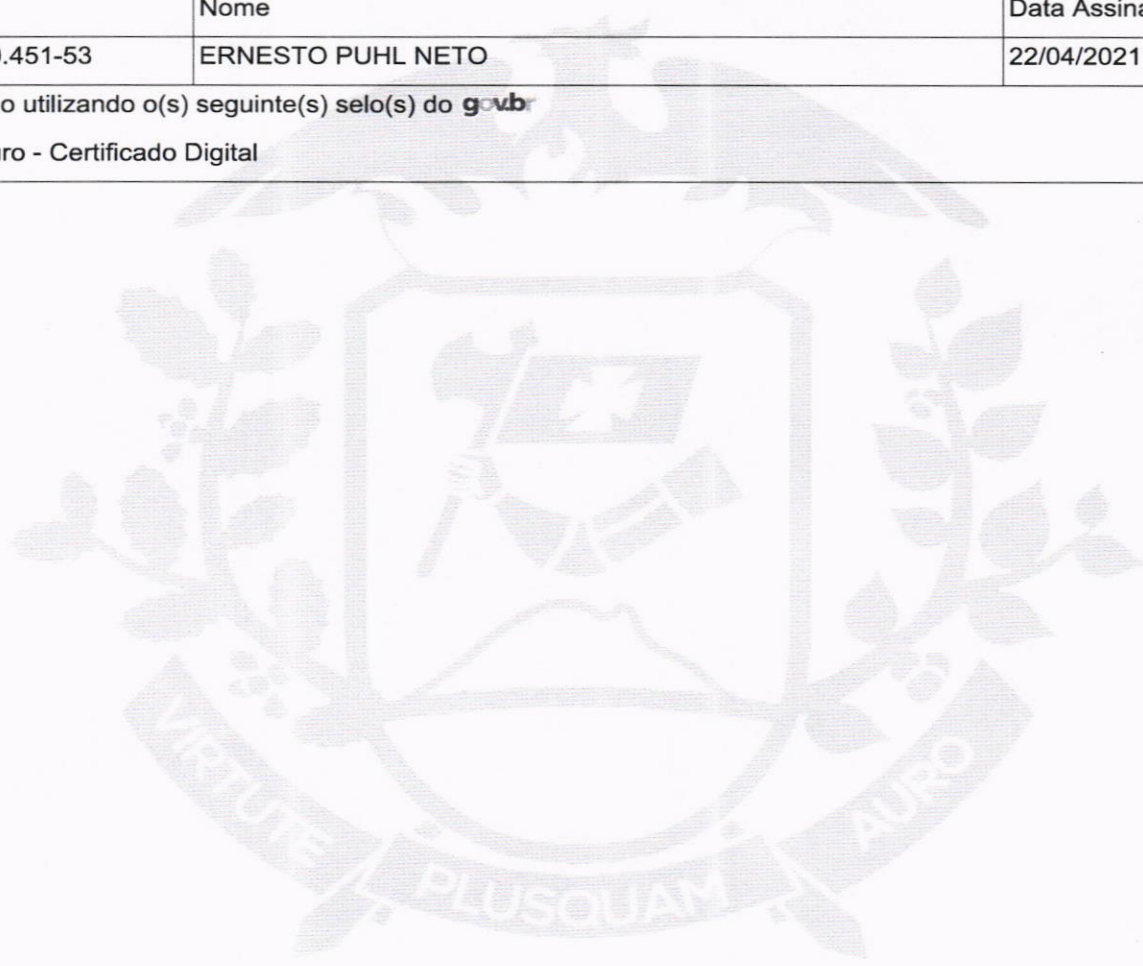 Nome Data Assina
.451-53 ERNESTO PUHL NETO 22/04/2021
o utilizando o(s) seguinte(s) selo(s) do gov.br
ro - Certificado Digital
VIRTUTE PLUSQUAM AURO